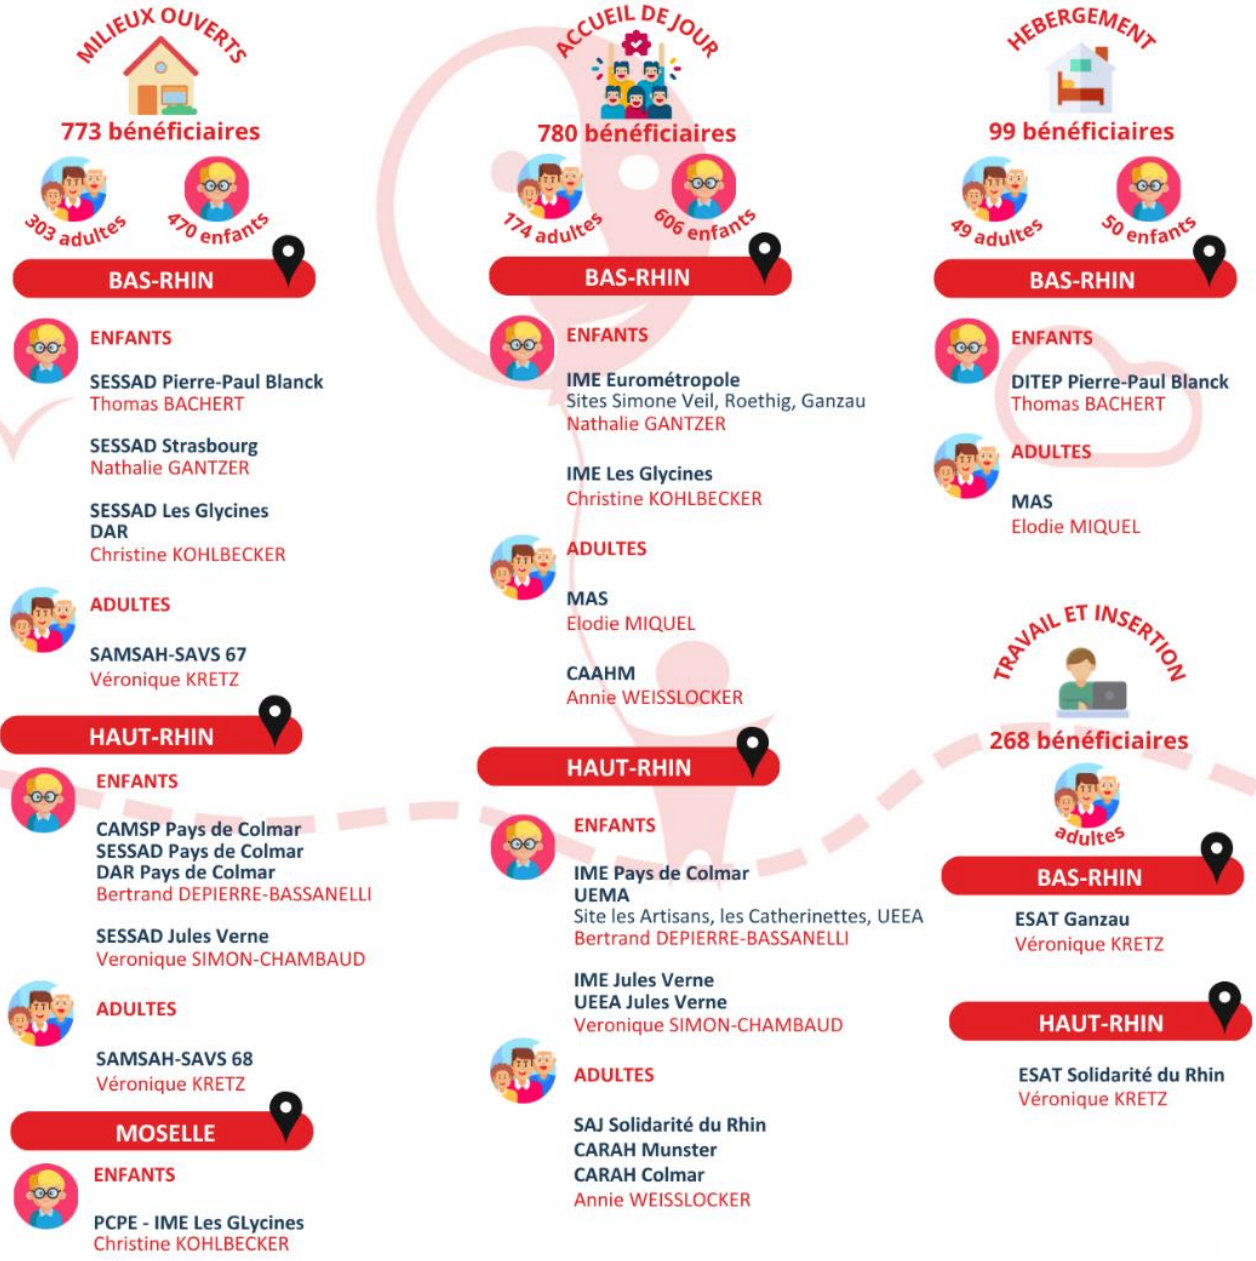 MILIEUX OUVERTS
773 bénéficiaires
303 adultes
470 enfants
BAS-RHIN
ENFANTS
SESSAD Pierre-Paul Blanck
Thomas BACHERT
SESSAD Strasbourg
Nathalie GANTZER
SESSAD Les Glycines
DAR
Christine KOHLBECKER
ADULTES
SAMSAH-SAVS 67
Véronique KRETZ
HAUT-RHIN
ENFANTS
CAMSP Pays de Colmar
SESSAD Pays de Colmar
DAR Pays de Colmar
Bertrand DEPIERRE-BASSANELLI
SESSAD Jules Verne
Veronique SIMON-CHAMBAUD
ADULTES
SAMSAH-SAVS 68
Véronique KRETZ
MOSELLE
ENFANTS
PCPE - IME Les GLycines
Christine KOHLBECKER
ACCUEIL DE JOUR
780 bénéficiaires
174 adultes
606 enfants
BAS-RHIN
ENFANTS
IME Eurométropole
Sites Simone Veil, Roethig, Ganzau
Nathalie GANTZER
IME Les Glycines
Christine KOHLBECKER
ADULTES
MAS
Elodie MIQUEL
CAAHM
Annie WEISSLOCKER
HAUT-RHIN
ENFANTS
IME Pays de Colmar
UEMA
Site les Artisans, les Catherinettes, UEEA
Bertrand DEPIERRE-BASSANELLI
IME Jules Verne
UEEA Jules Verne
Veronique SIMON-CHAMBAUD
ADULTES
SAJ Solidarité du Rhin
CARAH Munster
CARAH Colmar
Annie WEISSLOCKER
HEBERGEMENT
99 bénéficiaires
49 adultes
50 enfants
BAS-RHIN
ENFANTS
DITEP Pierre-Paul Blanck
Thomas BACHERT
ADULTES
MAS
Elodie MIQUEL
TRAVAIL ET INSERTION
268 bénéficiaires
adultes
BAS-RHIN
ESAT Ganzau
Véronique KRETZ
HAUT-RHIN
ESAT Solidarité du Rhin
Véronique KRETZ